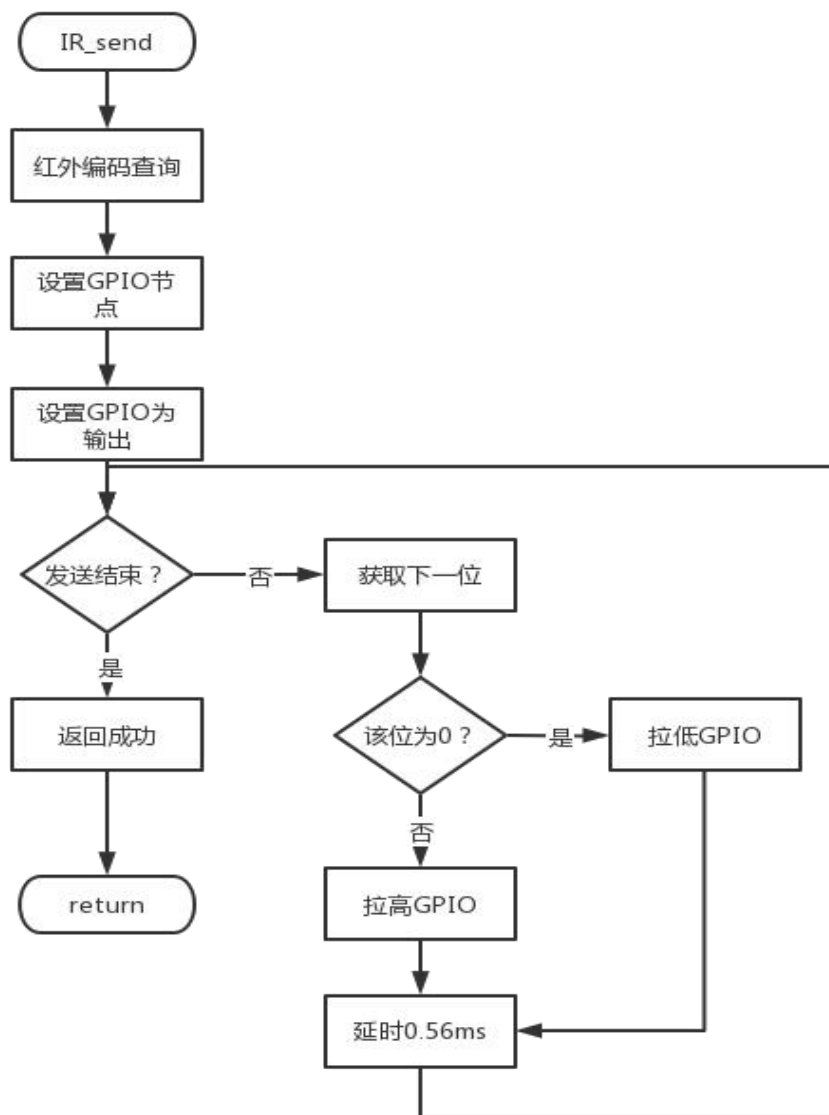 IR_send
红外编码查询
设置GPIO节
点
设置GPIO为
输出
发送结束？
否
获取下一位
是
返回成功
该位为0？
是
拉低GPIO
否
return
拉高GPIO
延时0.56ms